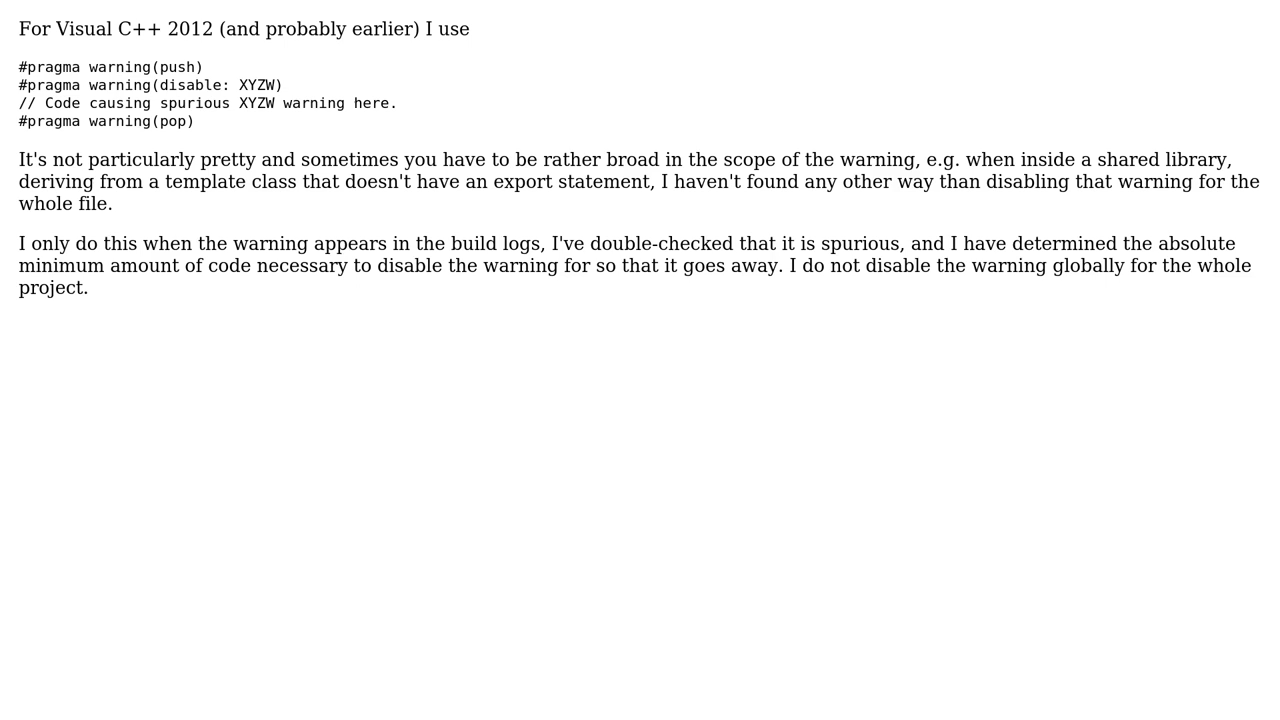 For Visual C++ 2012 (and probably earlier) I use
#pragma warning(push)
#pragma warning(disable: XYZW)
// Code causing spurious XYZW warning here.
#pragma warning(pop)
It's not particularly pretty and sometimes you have to be rather broad in the scope of the warning, e.g. when inside a shared library,
deriving from a template class that doesn't have an export statement, I haven't found any other way than disabling that warning for the
whole file.
I only do this when the warning appears in the build logs, I've double-checked that it is spurious, and I have determined the absolute
minimum amount of code necessary to disable the warning for so that it goes away. I do not disable the warning globally for the whole
project.